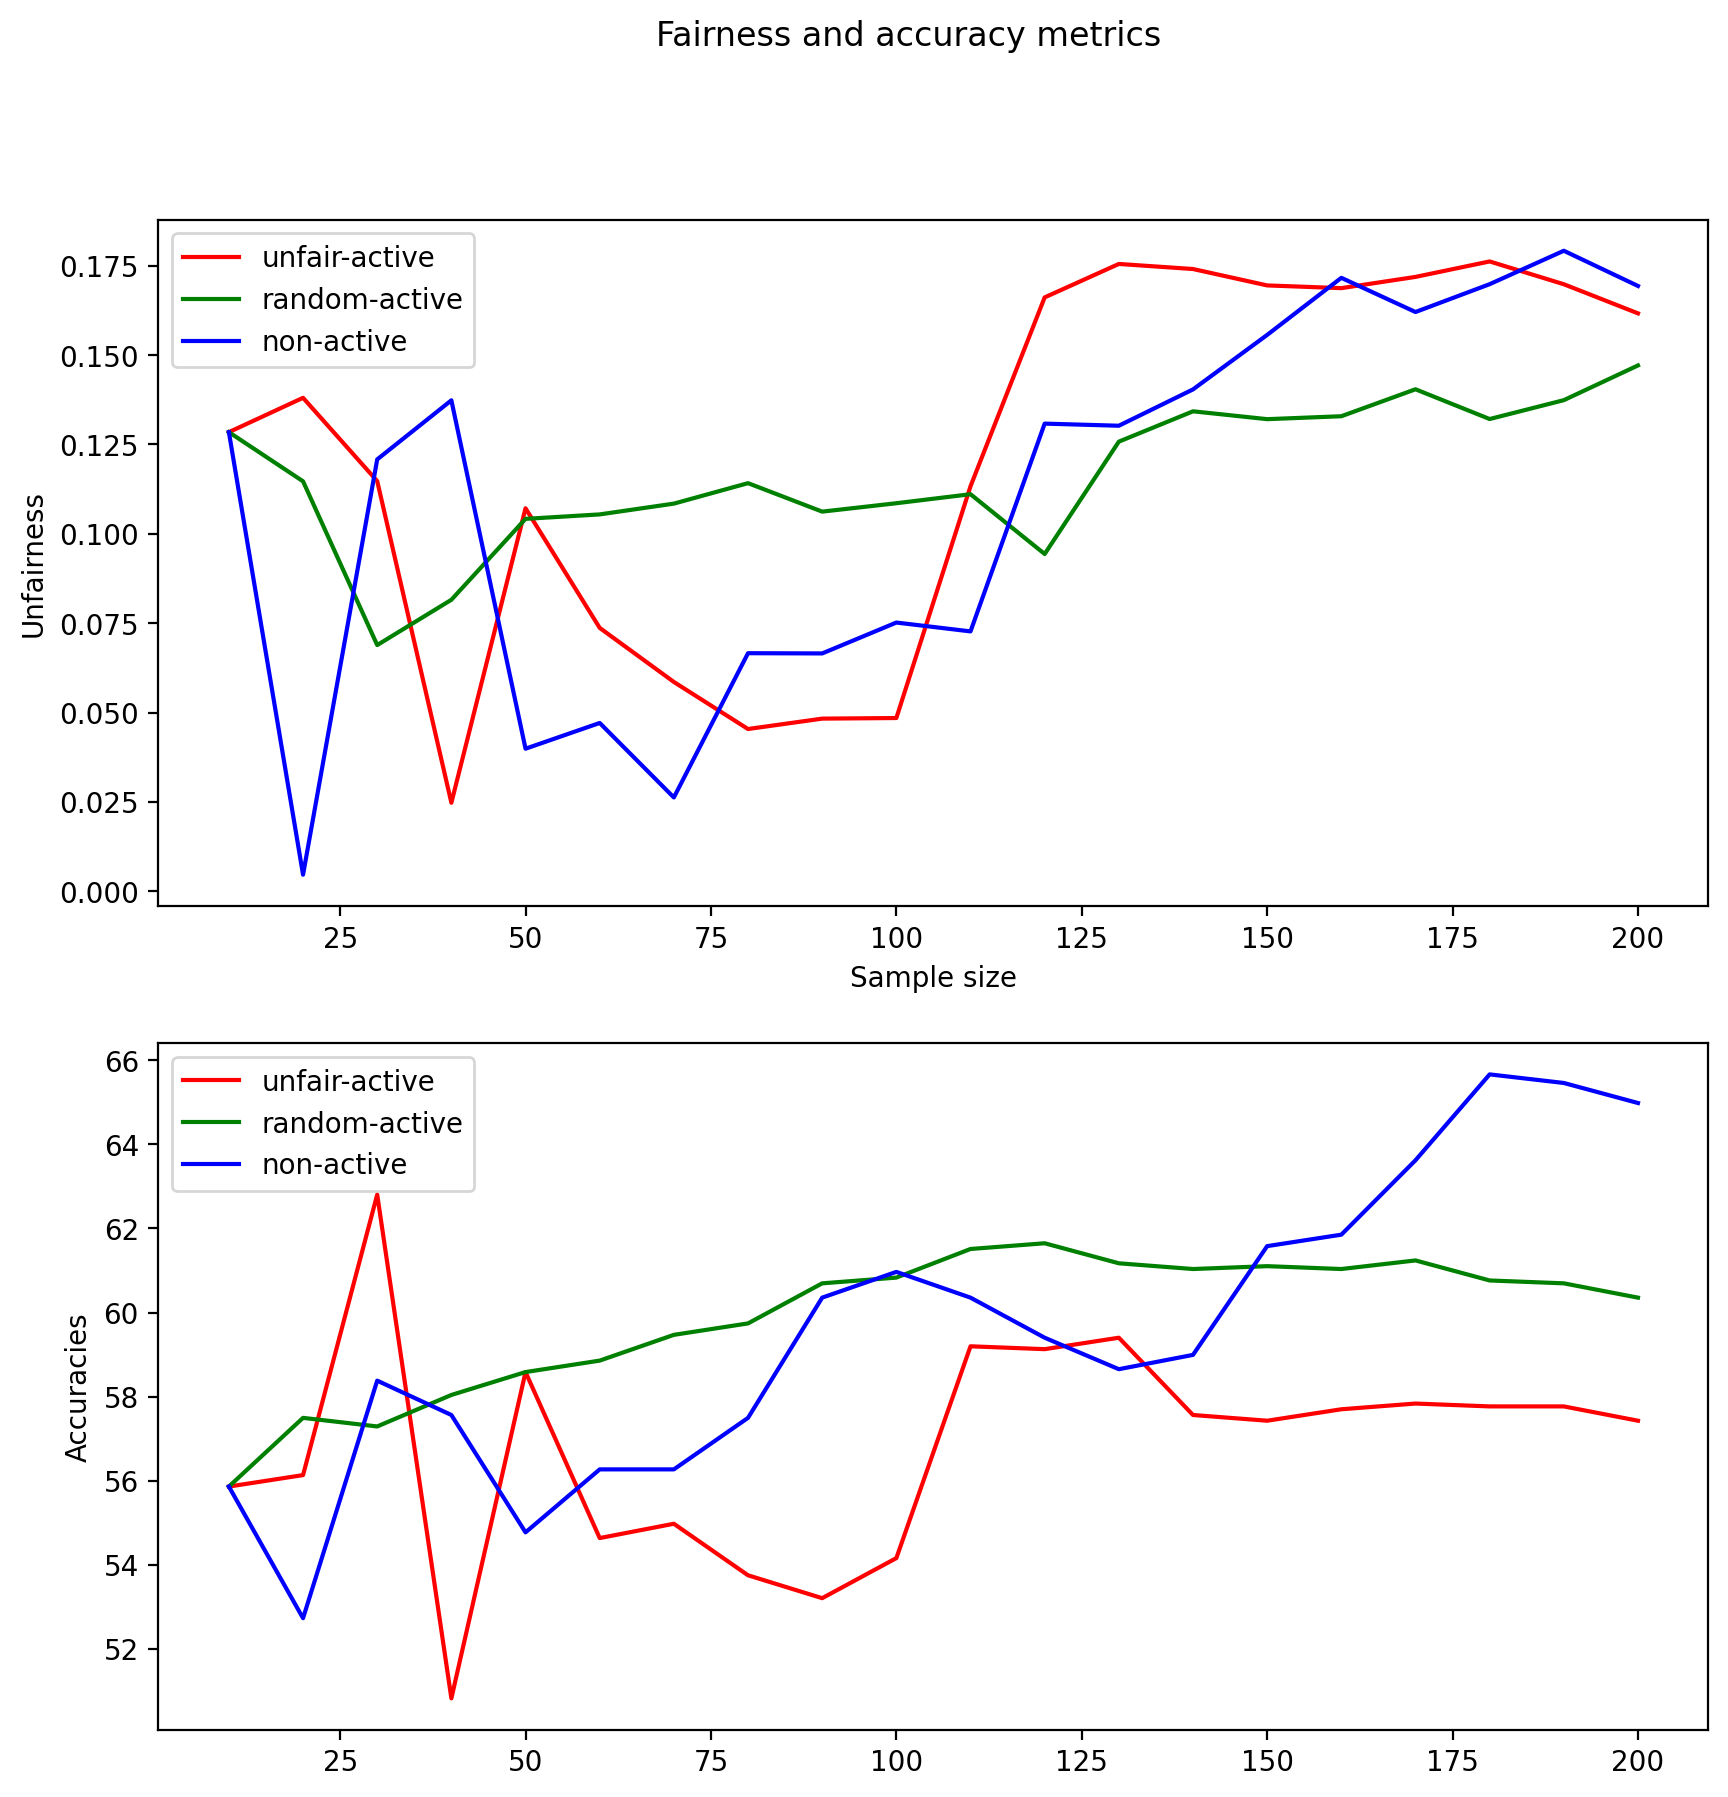 Fairness and accuracy metrics
unfair-active
random-active
non-active
0.175
0.150
0.125
0.100
0.075
0.050
0.025
0.000
Unfairness
25 50 75 100 125 150 175 200
Sample size
unfair-active
random-active
non-active
66
64
62
60
58
56
54
52
Accuracies
25 50 75 100 125 150 175 200